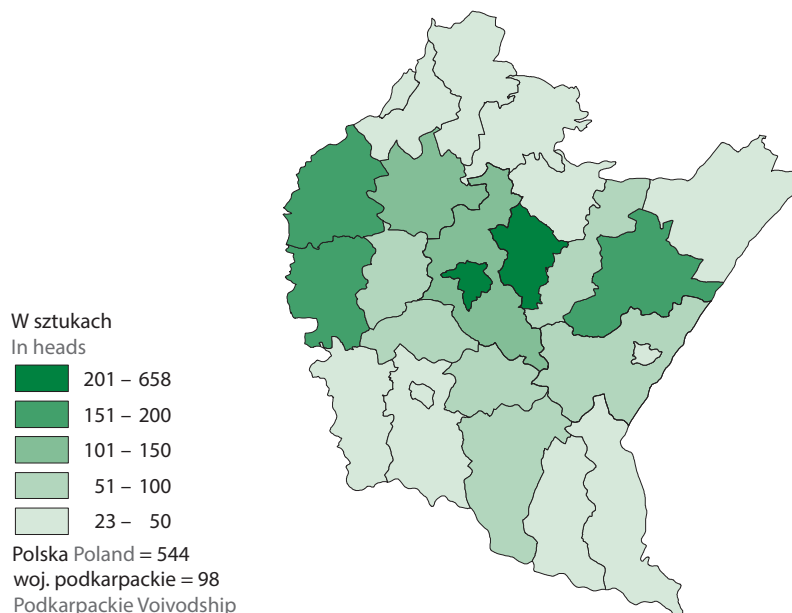 W sztukach
In heads
201 – 658
151 – 200
101 – 150
51 – 100
23 – 50
Polska Poland = 544
woj. podkarpackie = 98
Podkarpackie Voivodship